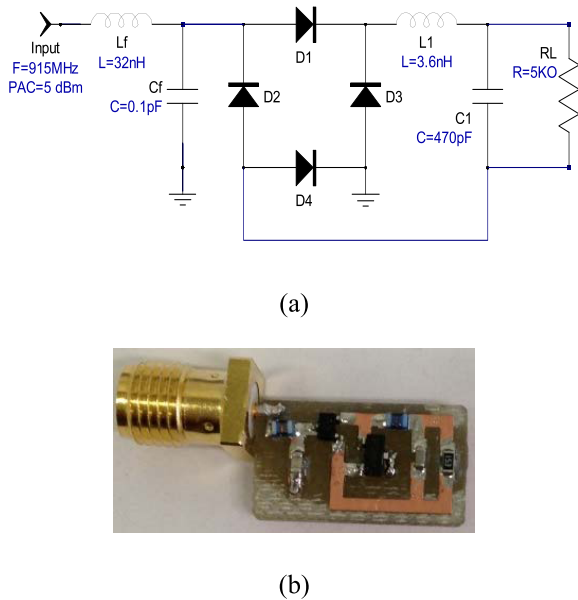 Input
F=915MHz
PAC=5 dBm
Lf
L=32nH
Cf
C=0.1pF
D1
D2
D3
D4
L1
L=3.6nH
C1
C=470pF
RL
R=5KO
(a)
(b)